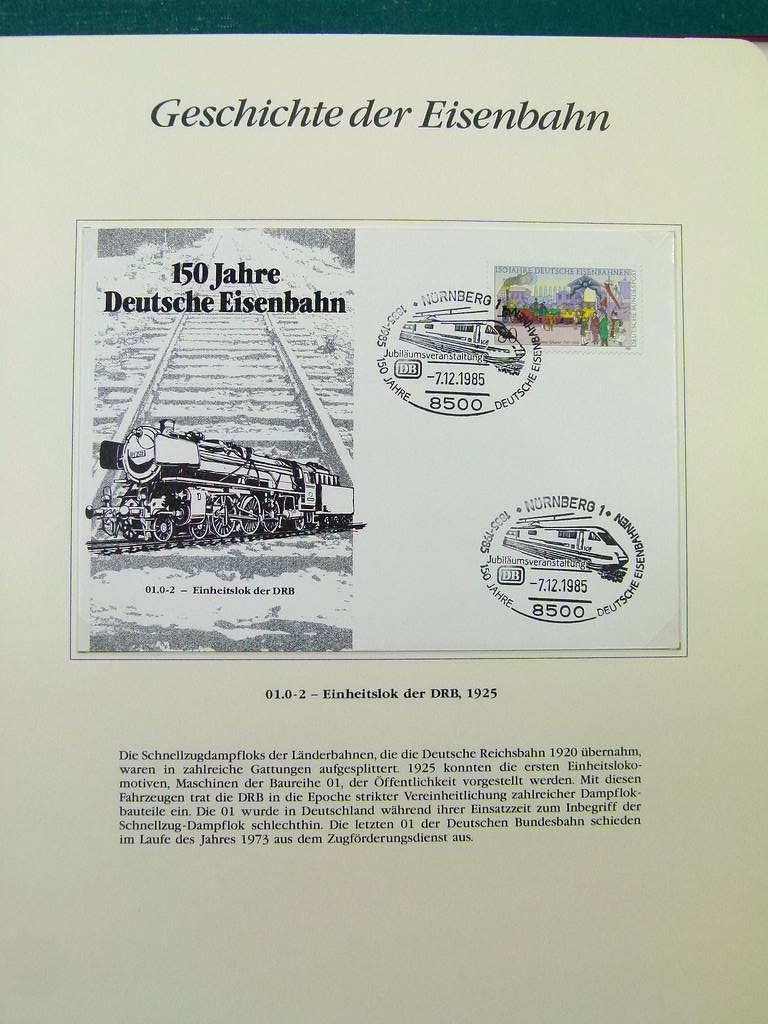 Geschichte der Eisenbahn
150 Jahre
Deutsche Eisenbahn
01.0-2 – Einheitslok der DRB
150 JAHRE DEUTSCHE EISENBAHNEN
DEUTSCHE BUNDESPOST
80
• NÜRNBERG 1 •
1835-1985
Jubiläumsveranstaltung
DB
-7.12.1985
8500
150 JAHRE
DEUTSCHE EISENBAHNEN
• NÜRNBERG 1 •
1835-1985
Jubiläumsveranstaltung
DB
-7.12.1985
8500
150 JAHRE
DEUTSCHE EISENBAHNEN
01.0-2 – Einheitslok der DRB, 1925
Die Schnellzugdampfloks der Länderbahnen, die die Deutsche Reichsbahn 1920 übernahm,
waren in zahlreiche Gattungen aufgesplittert. 1925 konnten die ersten Einheitsloko-
motiven, Maschinen der Baureihe 01, der Öffentlichkeit vorgestellt werden. Mit diesen
Fahrzeugen trat die DRB in die Epoche strikter Vereinheitlichung zahlreicher Dampflok-
bauteile ein. Die 01 wurde in Deutschland während ihrer Einsatzzeit zum Inbegriff der
Schnellzug-Dampflok schlechthin. Die letzten 01 der Deutschen Bundesbahn schieden
im Laufe des Jahres 1973 aus dem Zugförderungsdienst aus.